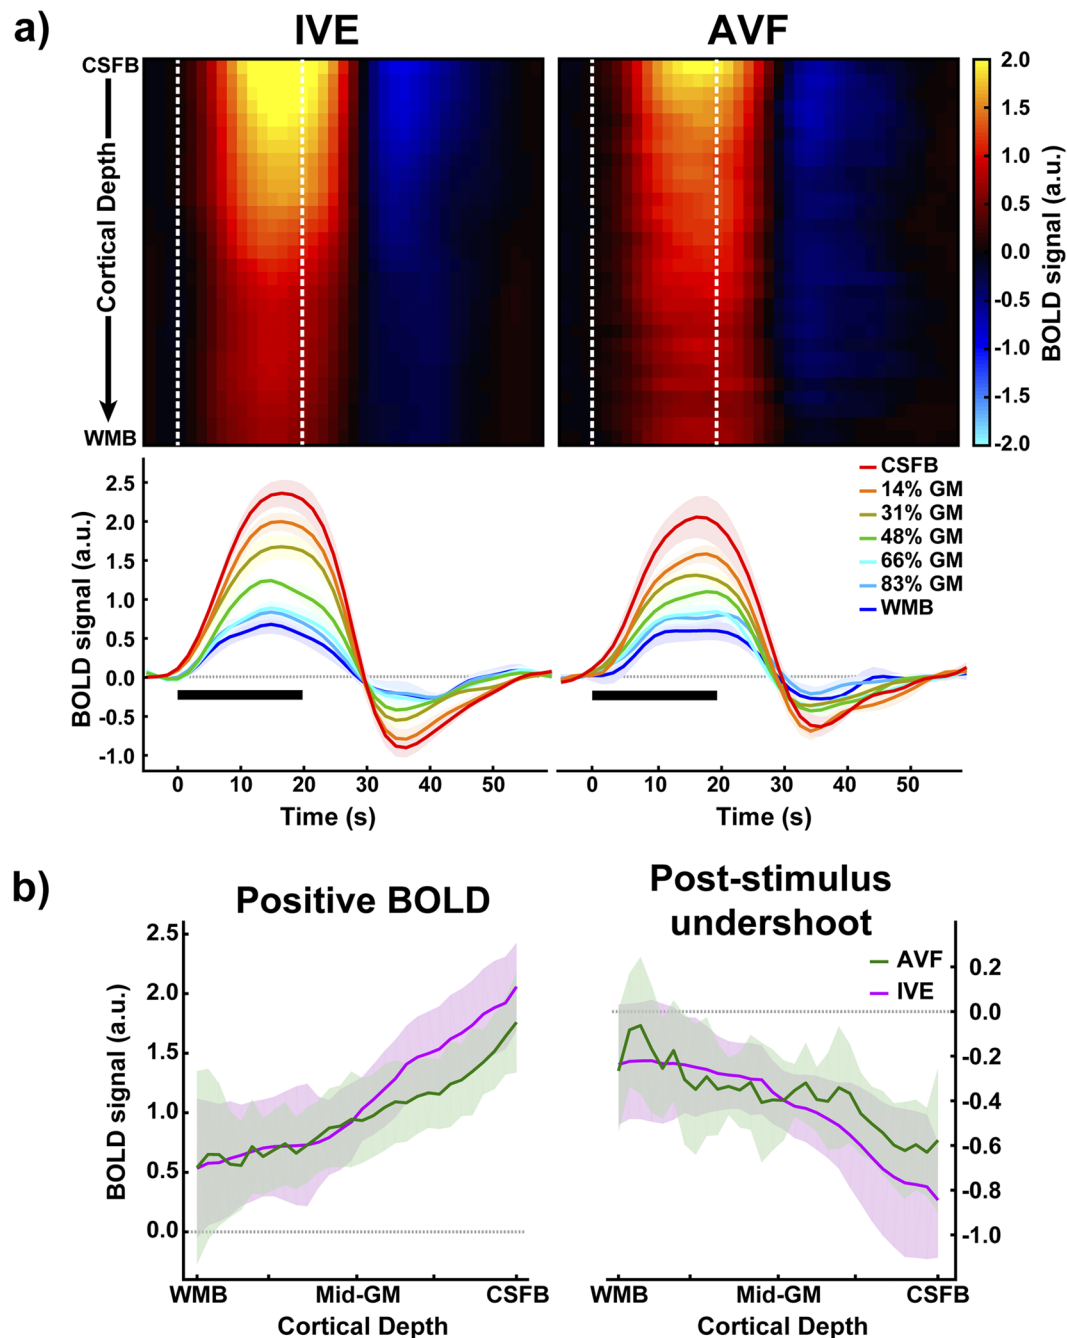 a)
IVE
AVF
CSFB
Cortical Depth
WMB
2.0
1.5
1.0
0.5
0.0
-0.5
-1.0
-1.5
-2.0
BOLD signal (a.u.)
2.5
2.0
1.5
1.0
0.5
0.0
-0.5
-1.0
BOLD signal (a.u.)
CSFB
14% GM
31% GM
48% GM
66% GM
83% GM
WMB
0 10 20 30 40 50
0 10 20 30 40 50
Time (s)
Time (s)
b)
Positive BOLD
Post-stimulus
undershoot
2.5
2.0
1.5
1.0
0.5
0.0
BOLD signal (a.u.)
AVF
IVE
0.2
0.0
-0.2
-0.4
-0.6
-0.8
-1.0
WMB Mid-GM CSFB
WMB Mid-GM CSFB
Cortical Depth
Cortical Depth